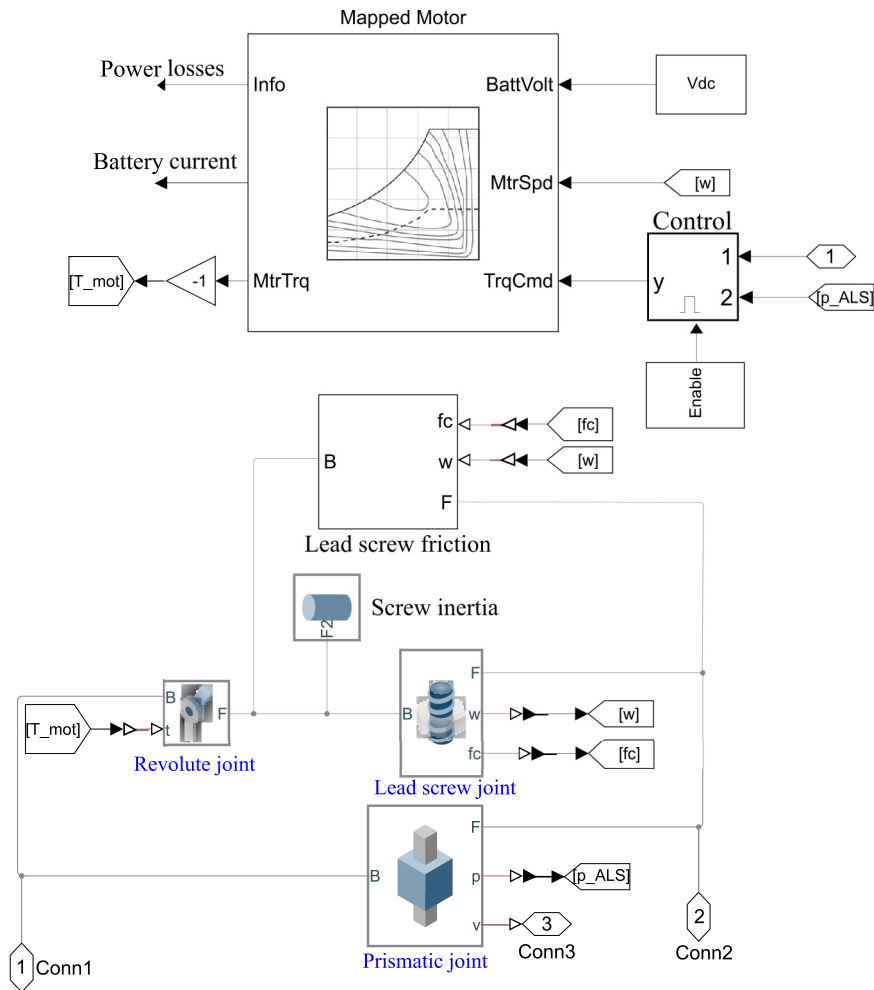 Mapped Motor
Power losses
Info
BattVolt
Vdc
Battery current
MtrSpd
[w]
Control
[T_mot]
-1
MtrTrq
TrqCmd
y
1
1
2
[p_ALS]
Enable
fc
[fc]
B
w
[w]
F
Lead screw friction
F2
Screw inertia
B
F
[T_mot]
t
Revolute joint
F
B
w
[w]
fc
[fc]
Lead screw joint
F
B
p
[p_ALS]
v
3
Conn3
2
Conn2
Prismatic joint
1
Conn1